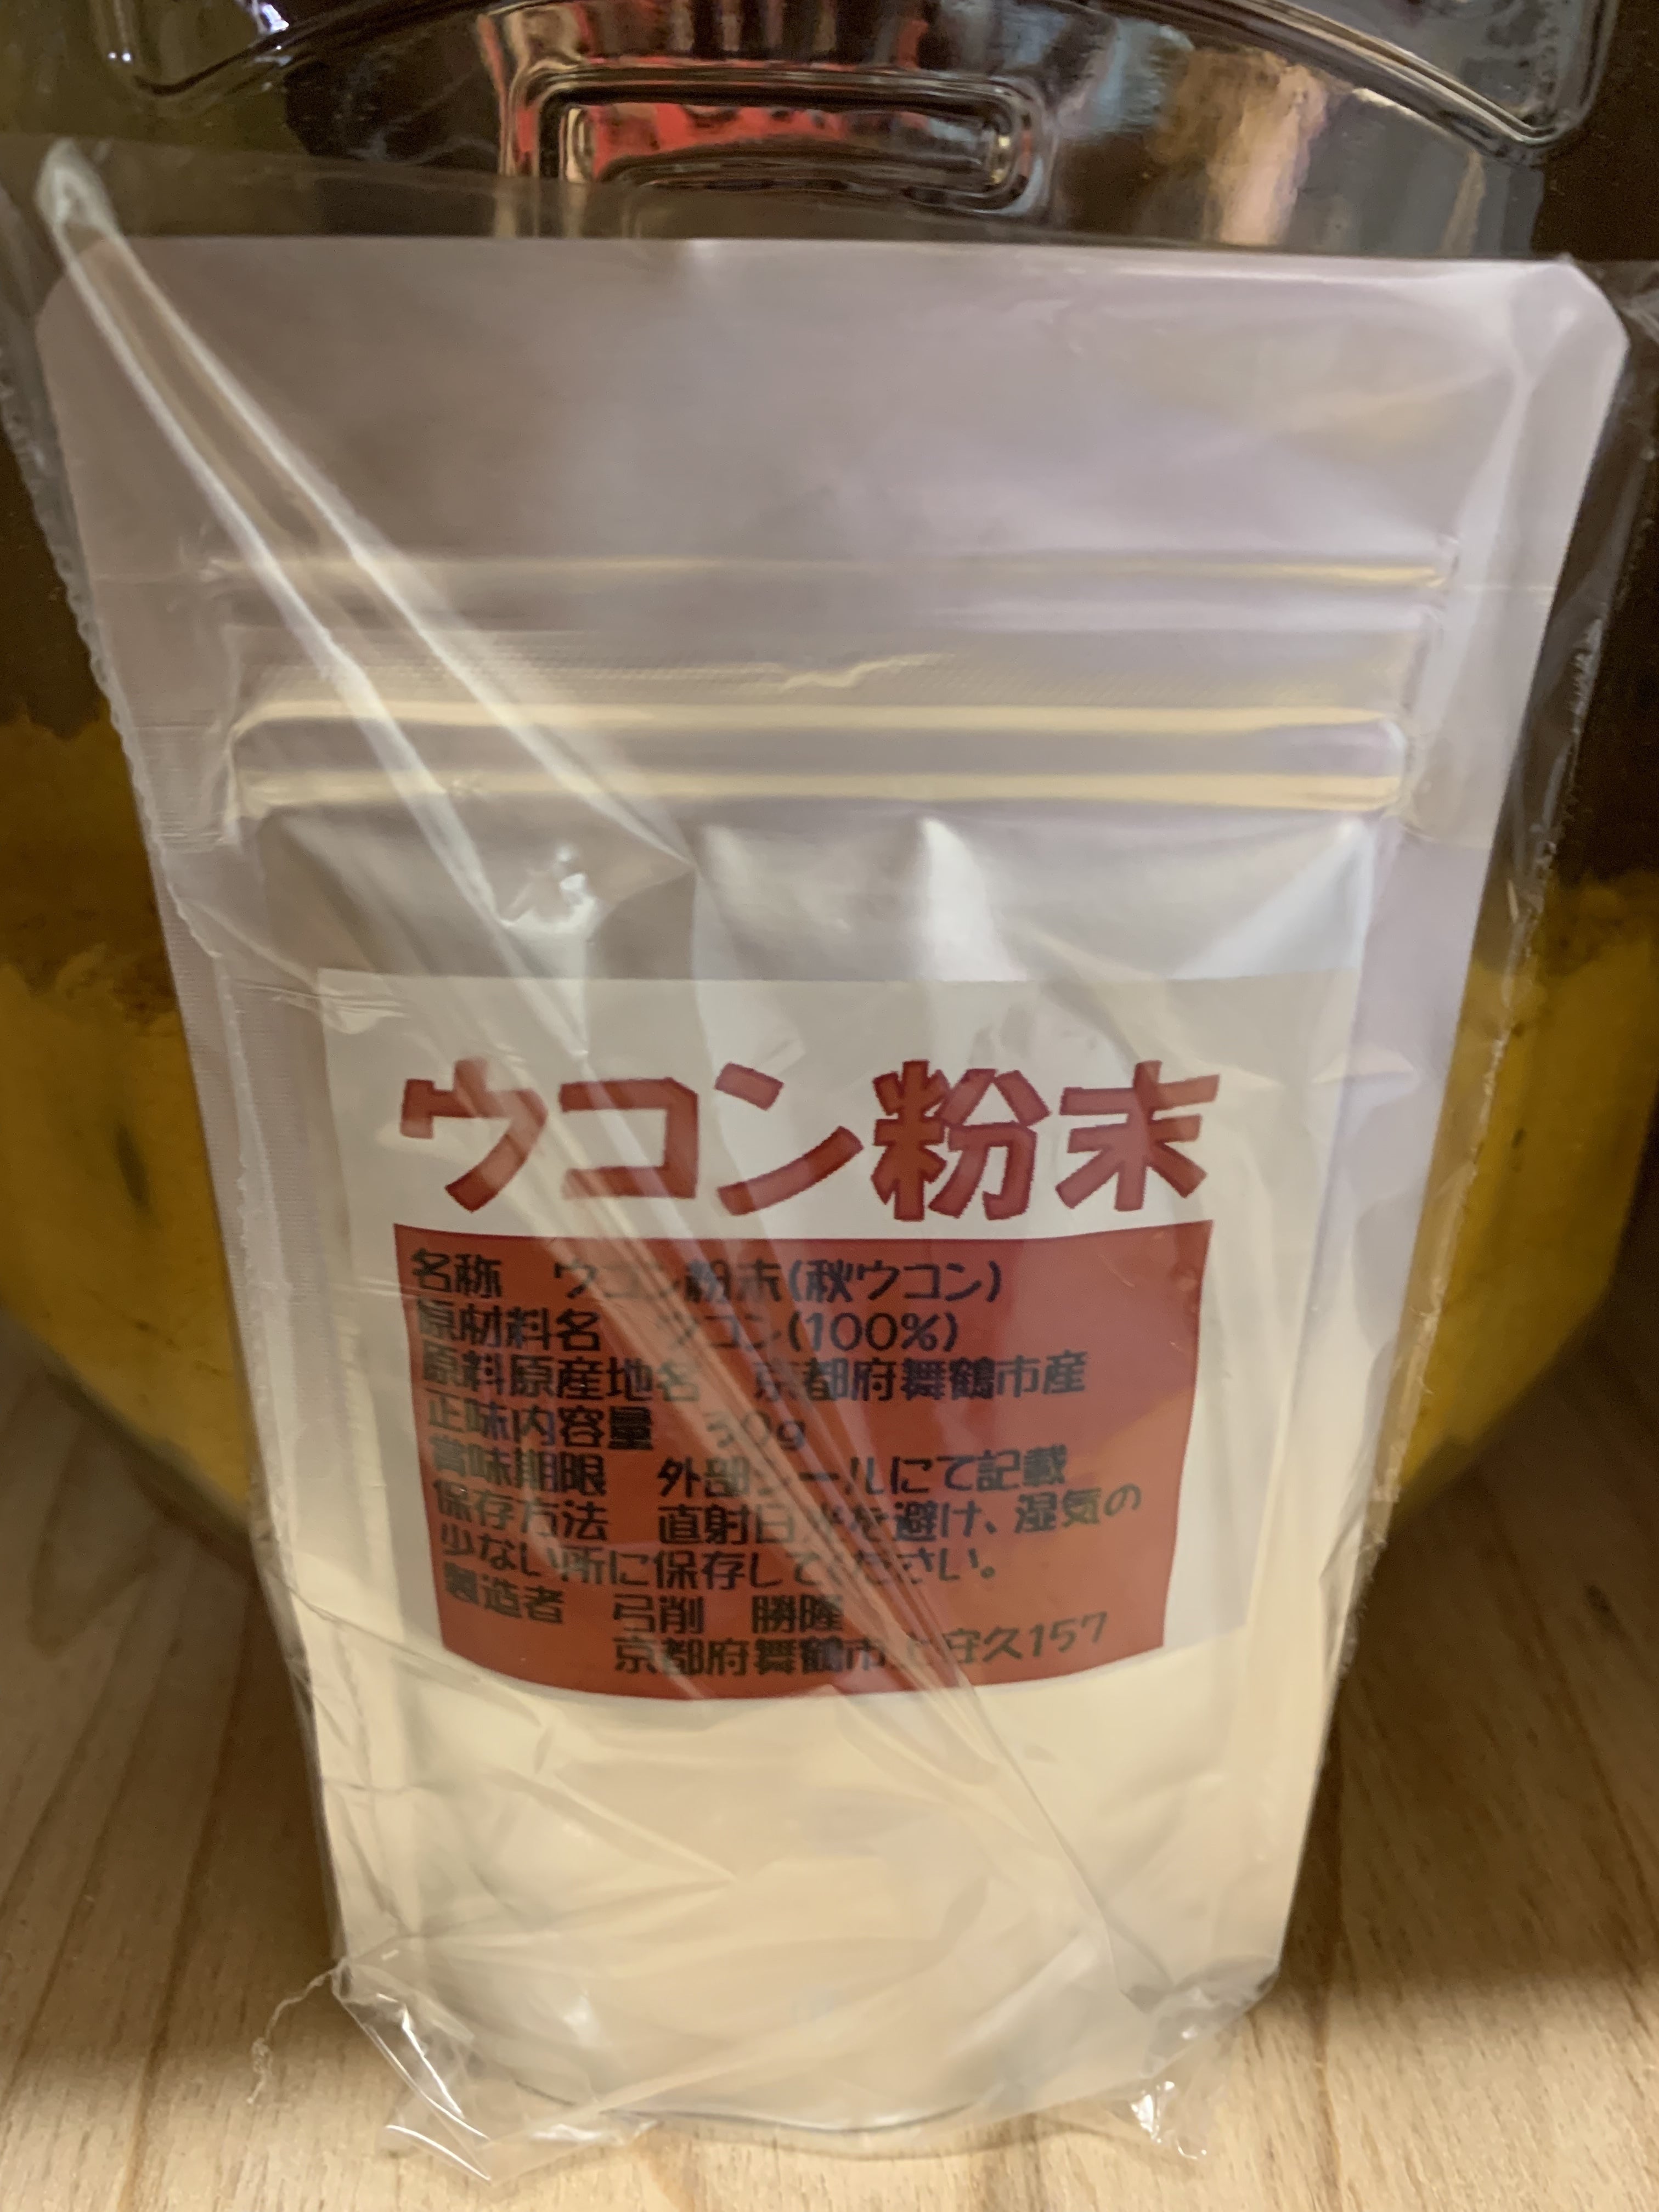 ウコン粉末
名称　ウコン粉末(秋ウコン)
原材料名　ウコン(100%)
原料原産地名　京都府舞鶴市産
正味内容量　30g
賞味期限　外部シールにて記載
保存方法　直射日光を避け、湿気の
少ない所に保存してください。
製造者　弓削　勝隆
京都府舞鶴市　守久157